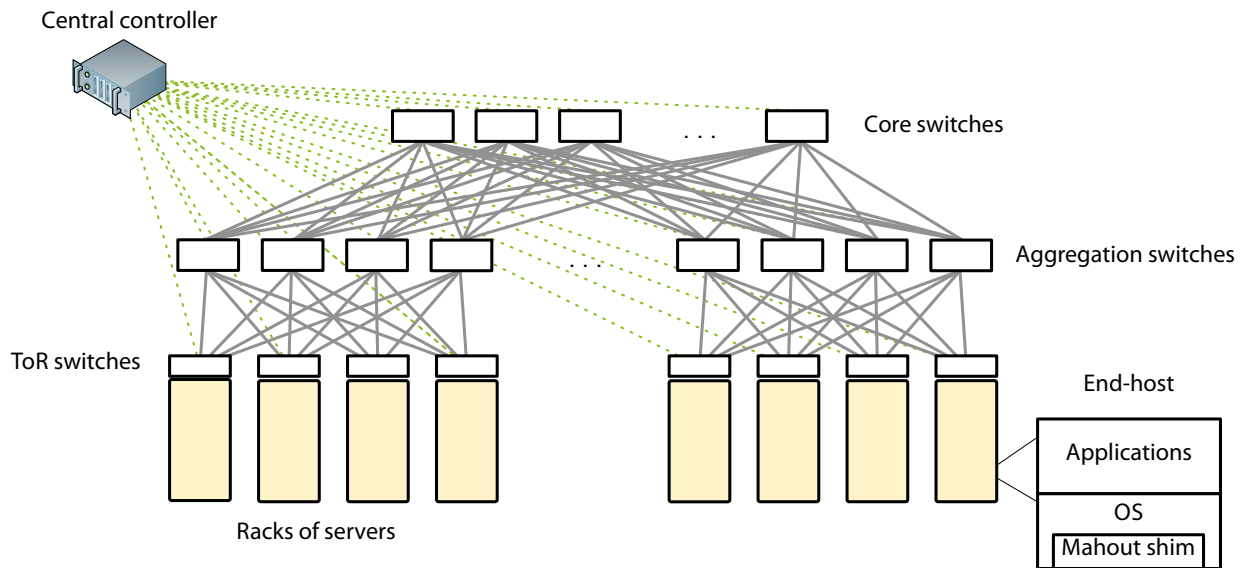 Central controller
. . .
Core switches
. . .
Aggregation switches
ToR switches
End-host
Applications
Racks of servers
OS
Mahout shim